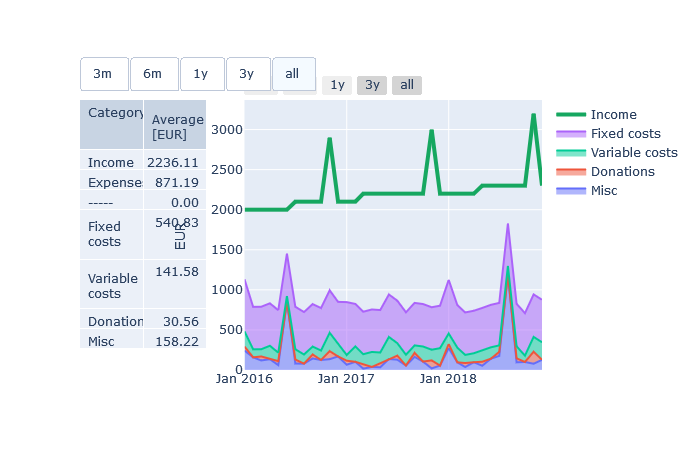 3m 6m 1y 3y all
1y 3y all
Category Average
[EUR]
Income 2236.11
Expenses 871.19
----- 0.00
Fixed 540.83
costs
Variable 141.58
costs
Donation 30.56
Misc 158.22
EUR
3000
2500
2000
1500
1000
500
0
Jan 2016 Jan 2017 Jan 2018
Income
Fixed costs
Variable costs
Donations
Misc